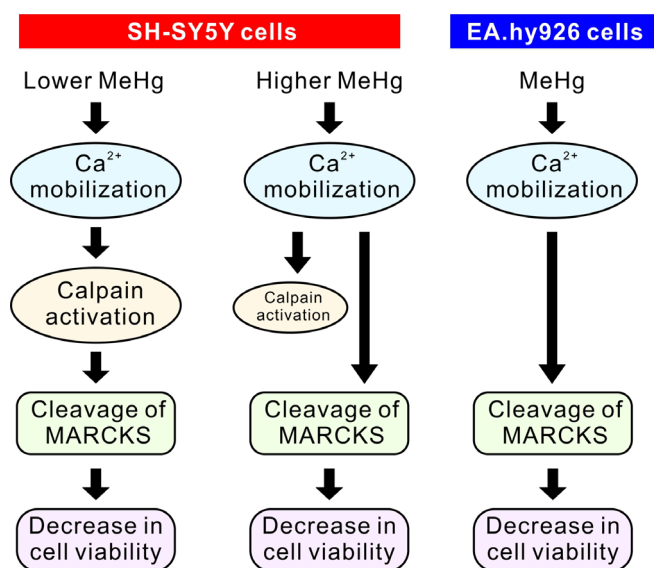 SH-SY5Y cells
EA.hy926 cells
Lower MeHg
Higher MeHg
MeHg
Ca²⁺
mobilization
Ca²⁺
mobilization
Ca²⁺
mobilization
Calpain
activation
Calpain
activation
Cleavage of
MARCKS
Cleavage of
MARCKS
Cleavage of
MARCKS
Decrease in
cell viability
Decrease in
cell viability
Decrease in
cell viability